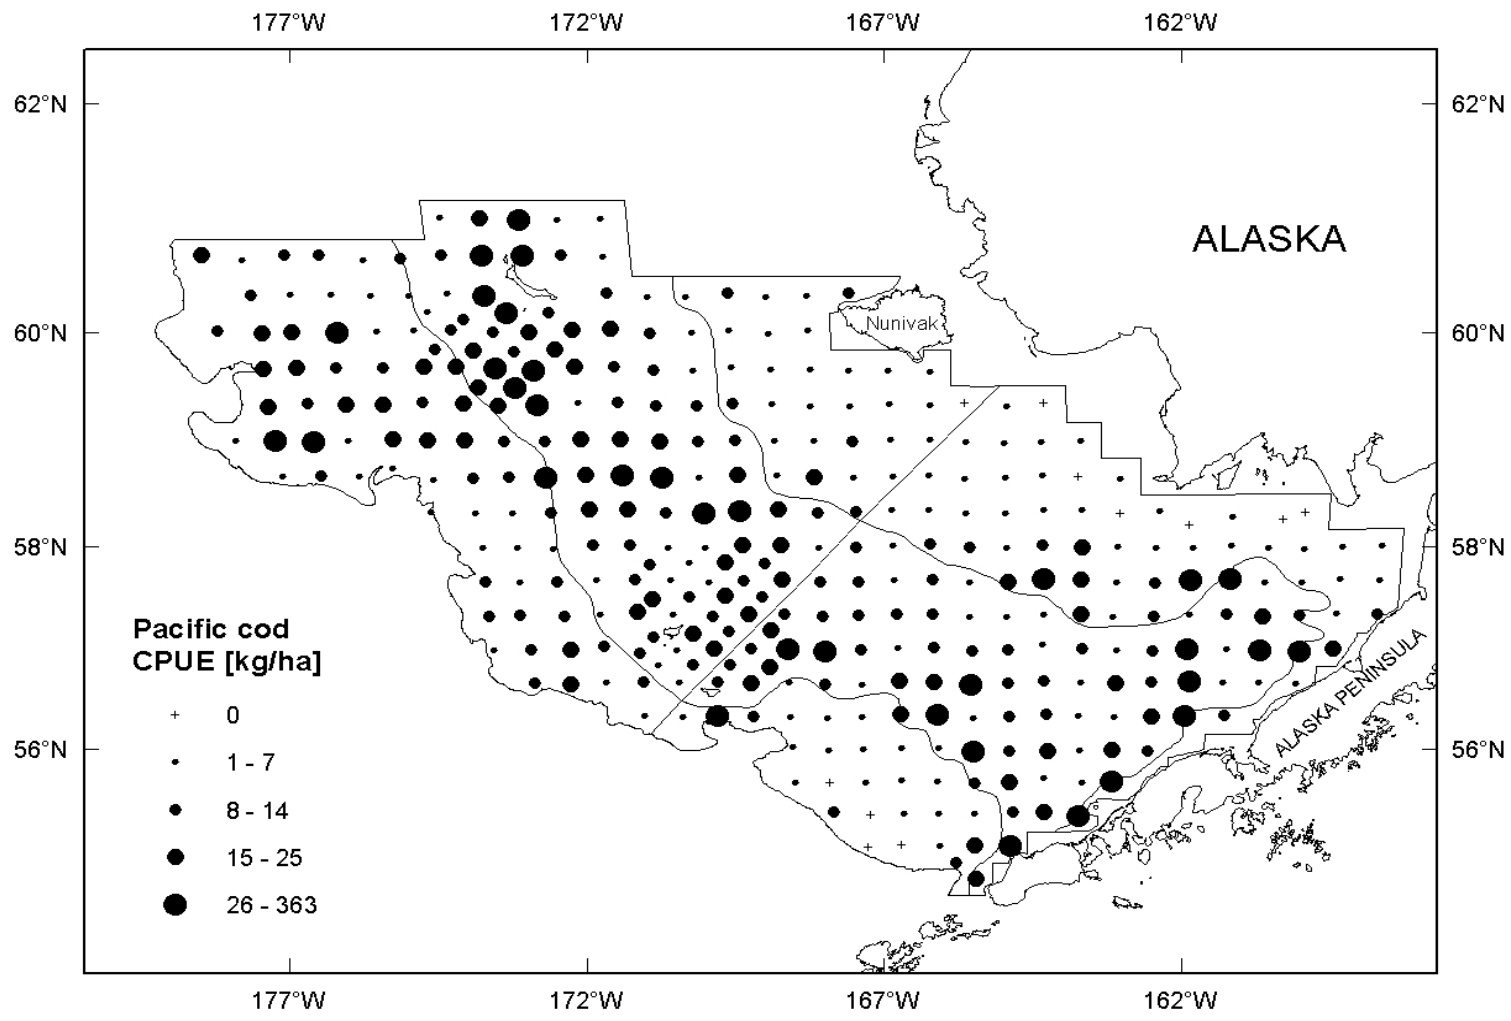 177°W 172°W 167°W 162°W
62°N 62°N
ALASKA
60°N Nunivak 60°N
58°N 58°N
Pacific cod
CPUE [kg/ha]
+ 0
1 - 7
8 - 14
15 - 25
26 - 363
ALASKA PENINSULA
56°N 56°N
177°W 172°W 167°W 162°W